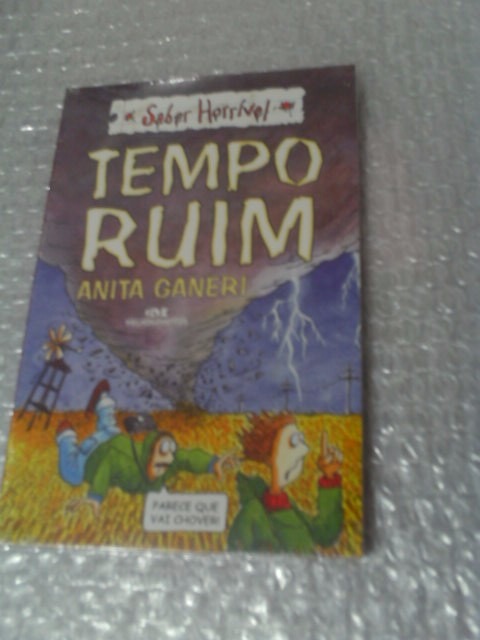 Saber Horrível
TEMPO
RUIM
ANITA GANERI
PARECE QUE
VAI CHOVER!